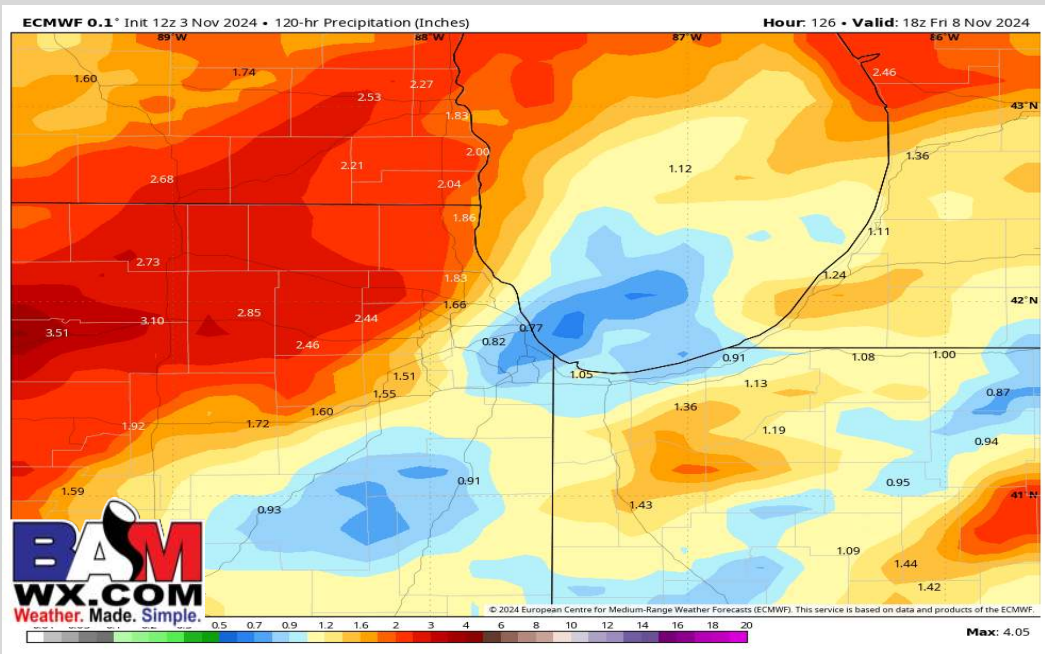 ECMWF 0.1° Init 12z 3 Nov 2024 • 120-hr Precipitation (Inches) Hour: 126 • Valid: 18z Fri 8 Nov 2024
89°W 88°W 87°W 86°W
1.60 1.74 2.27 2.46
2.53
1.83 43°N
2.00 1.36
2.21 1.12
2.68 2.04
1.86 1.11
2.73 1.83 1.24
1.66 42°N
3.51 3.10 2.85 2.44 0.77
2.46 0.82
0.91 1.08 1.00
1.51 1.05 1.13
1.55 0.87
1.60 1.36
1.92 1.72 1.19
0.94
1.59 0.91 0.95
0.93 1.43 41°N
1.09
1.44
1.42
BAM
WX.COM
Weather. Made. Simple.
© 2024 European Centre for Medium-Range Weather Forecasts (ECMWF). This service is based on data and products of the ECMWF.
0.5 0.7 0.9 1.2 1.6 2 3 4 6 8 10 12 14 16 18 20
Max: 4.05